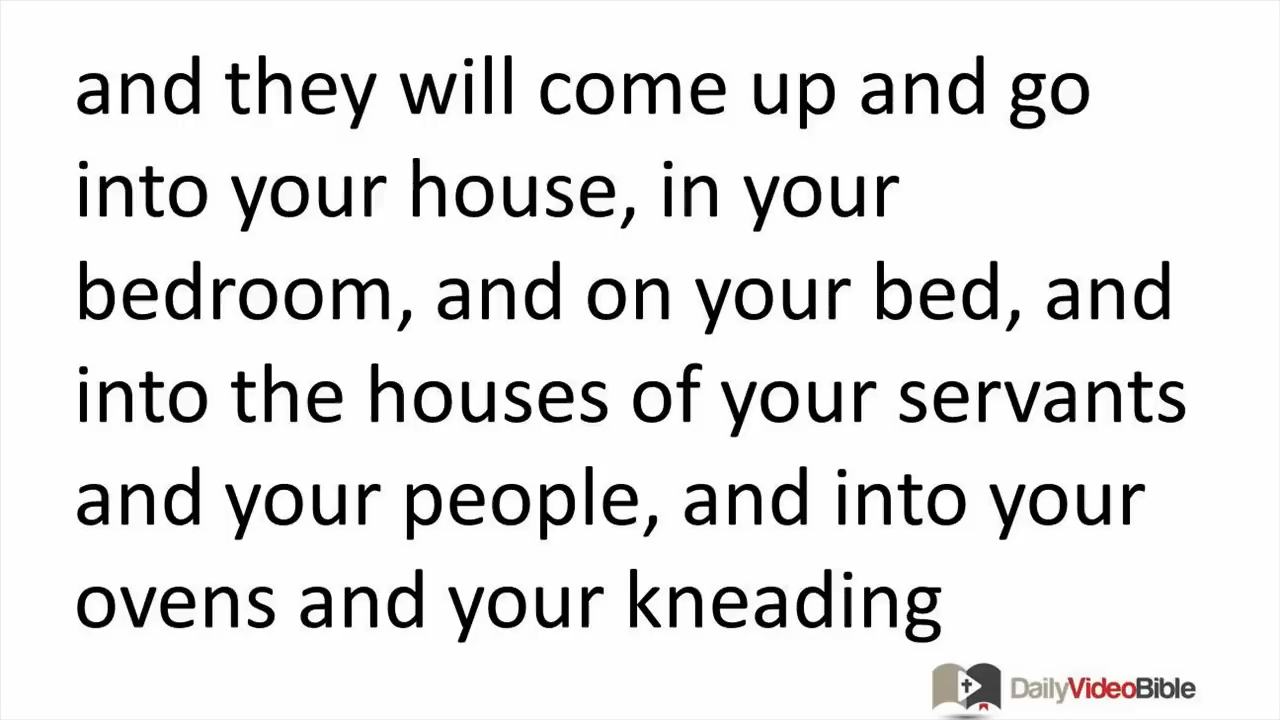 and they will come up and go
into your house, in your
bedroom, and on your bed, and
into the houses of your servants
and your people, and into your
ovens and your kneading
DailyVideoBible